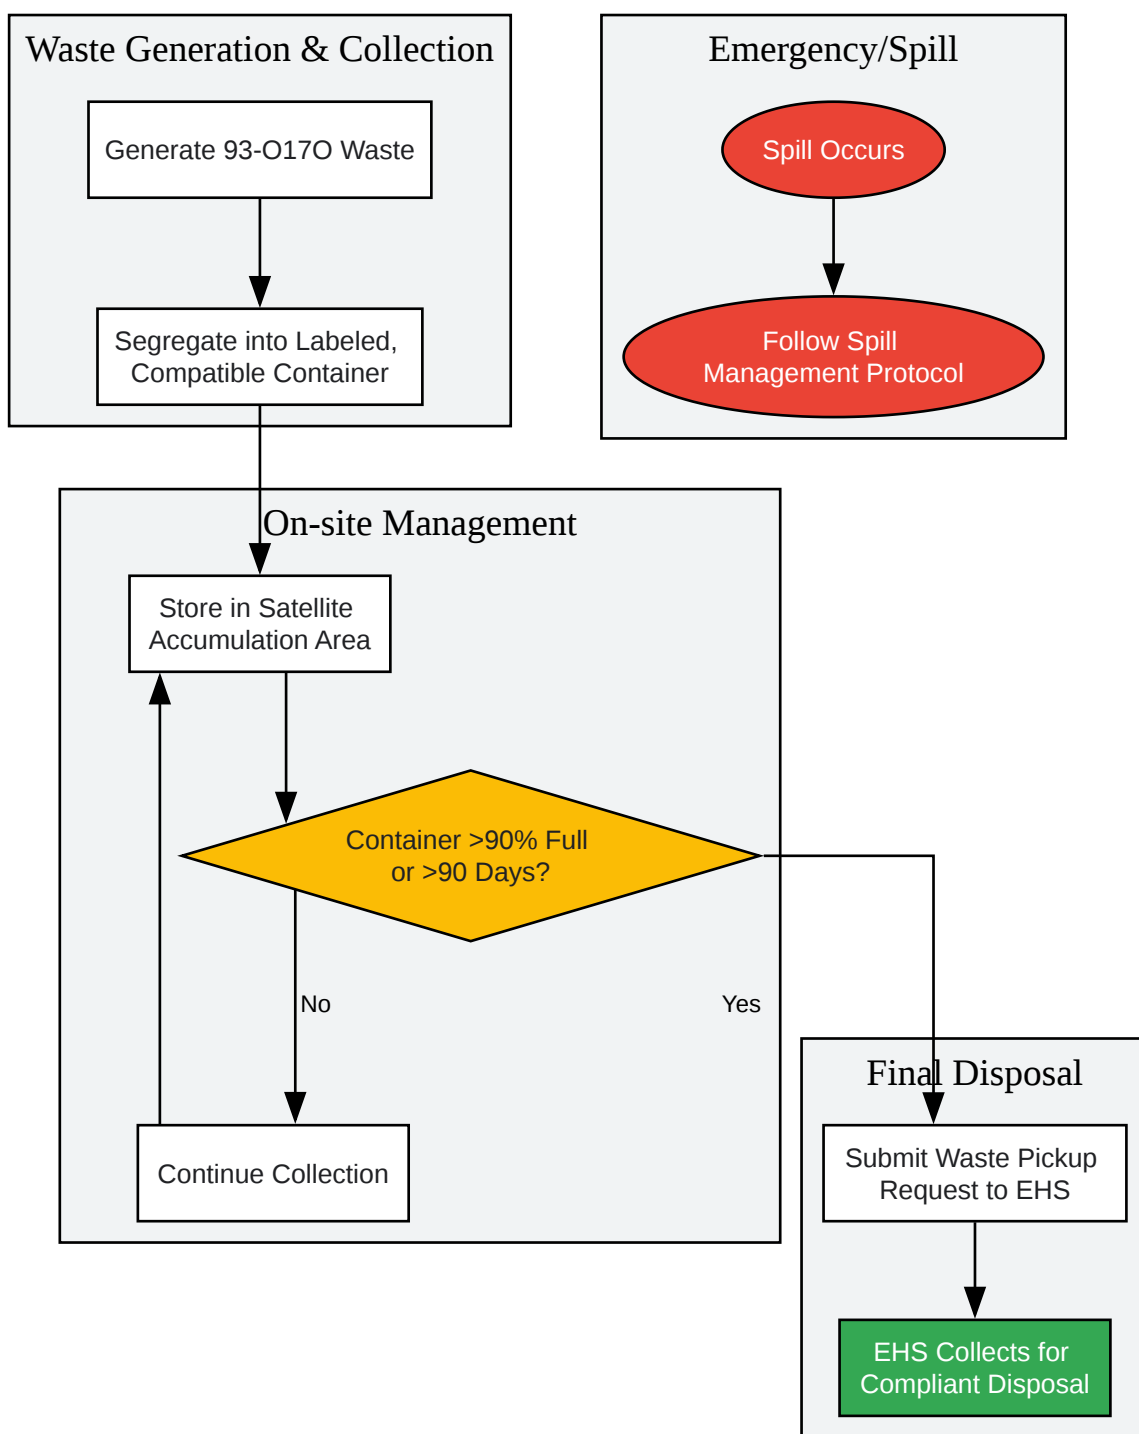 Waste Generation & Collection
Generate 93-O17O Waste
Segregate into Labeled,
Compatible Container
Emergency/Spill
Spill Occurs
Follow Spill
Management Protocol
On-site Management
Store in Satellite
Accumulation Area
Container >90% Full
or >90 Days?
No
Yes
Continue Collection
Final Disposal
Submit Waste Pickup
Request to EHS
EHS Collects for
Compliant Disposal